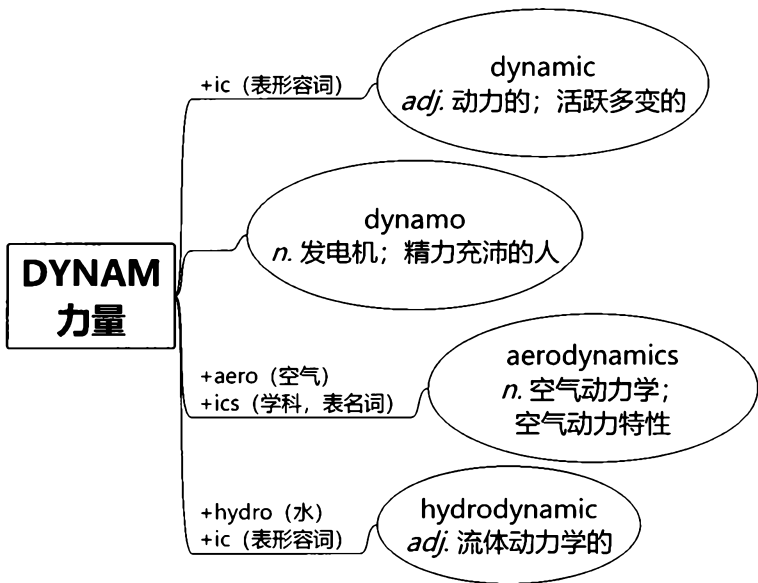 +ic（表形容词）
dynamic
adj. 动力的；活跃多变的
dynamo
n. 发电机；精力充沛的人
DYNAM
力量
+aero（空气）
+ics（学科，表名词）
aerodynamics
n. 空气动力学；
空气动力特性
+hydro（水）
+ic（表形容词）
hydrodynamic
adj. 流体动力学的